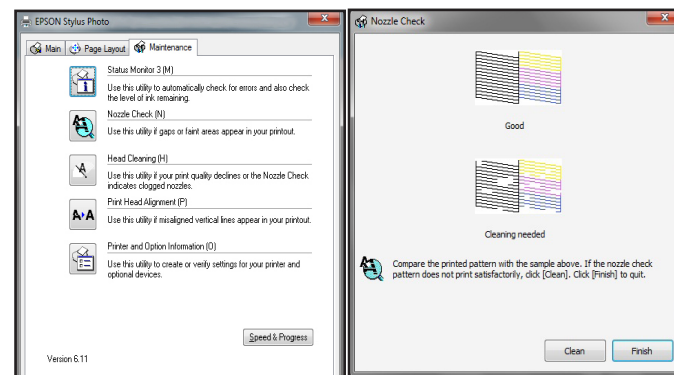 EPSON Stylus Photo
Main
Page Layout
Maintenance
Status Monitor 3 (M)
Use this utility to automatically check for errors and also check
the level of ink remaining.
Nozzle Check (N)
Use this utility if gaps or faint areas appear in your printout.
Head Cleaning (H)
Use this utility if your print quality declines or the Nozzle Check
indicates clogged nozzles.
Print Head Alignment (P)
Use this utility if misaligned vertical lines appear in your printout.
Printer and Option Information (O)
Use this utility to create or verify settings for your printer and
optional devices.
Speed & Progress
Version 6.11
Nozzle Check
Good
Cleaning needed
Compare the printed pattern with the sample above. If the nozzle check
pattern does not print satisfactorily, click [Clean]. Click [Finish] to quit.
Clean
Finish